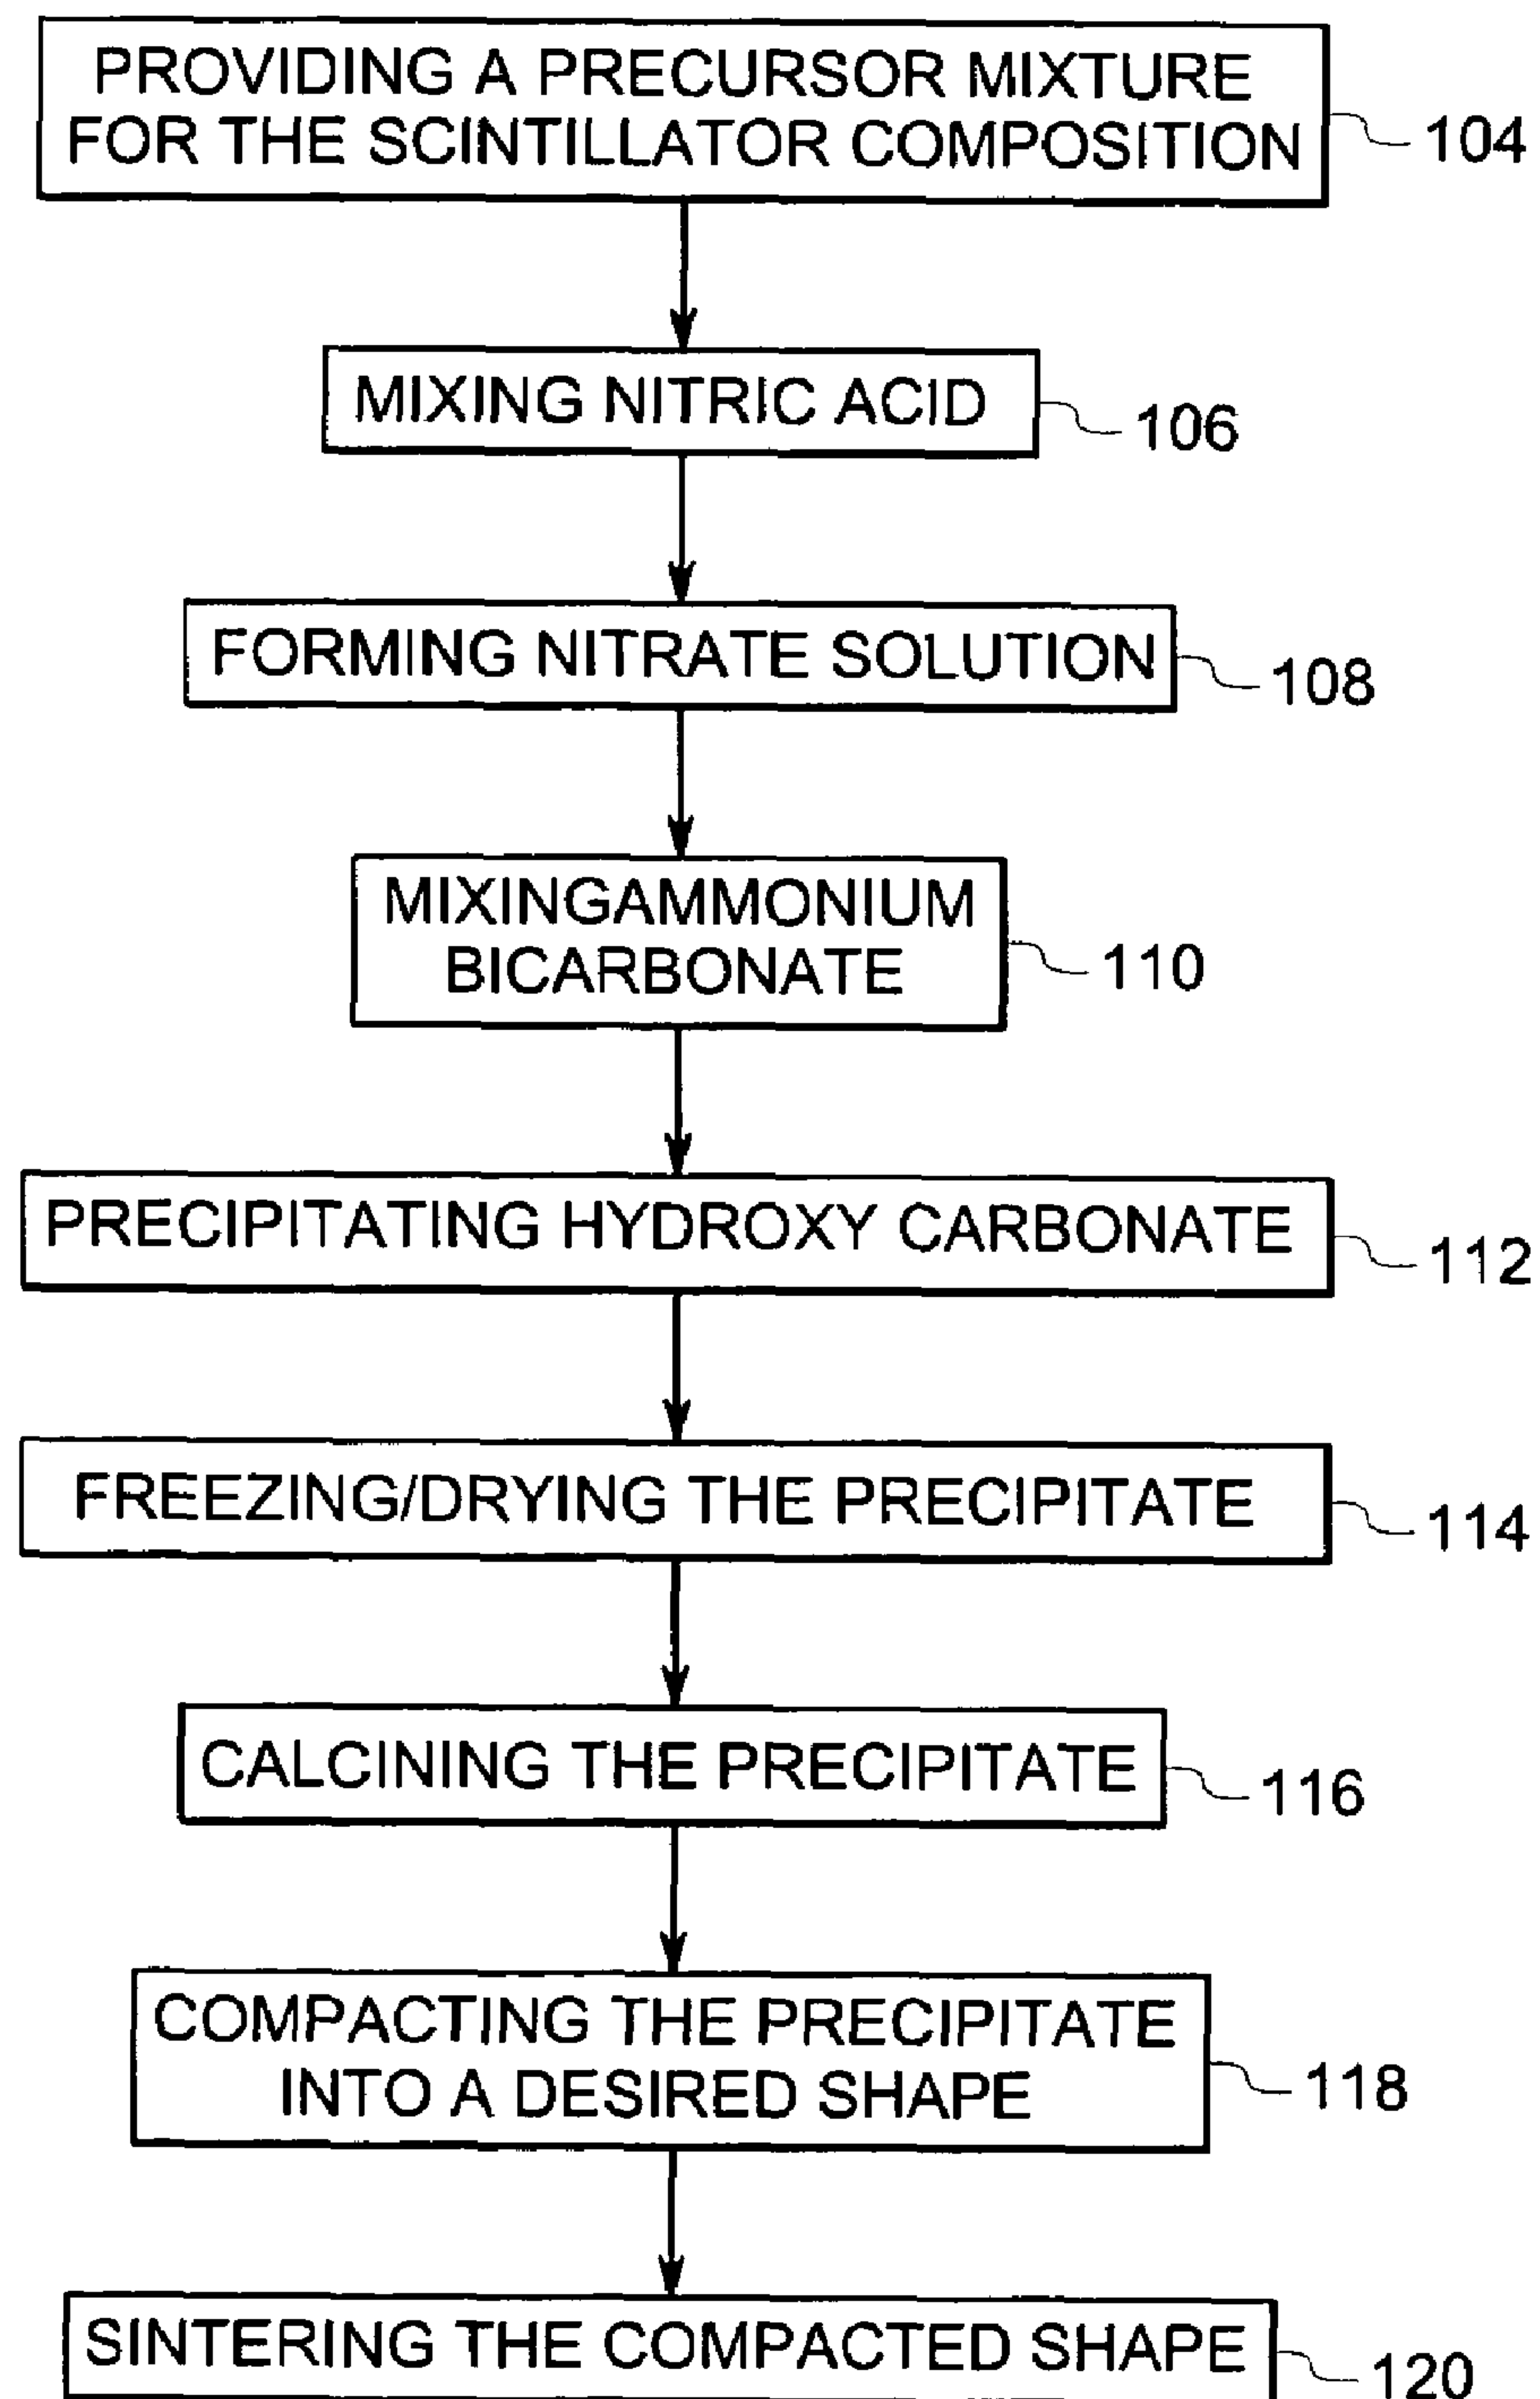 PROVIDING A PRECURSOR MIXTURE
FOR THE SCINTILLATOR COMPOSITION
104
MIXING NITRIC ACID
106
FORMING NITRATE SOLUTION
108
MIXINGAMMONIUM
BICARBONATE
110
PRECIPITATING HYDROXY CARBONATE
112
FREEZING/DRYING THE PRECIPITATE
114
CALCINING THE PRECIPITATE
116
COMPACTING THE PRECIPITATE
INTO A DESIRED SHAPE
118
SINTERING THE COMPACTED SHAPE
120